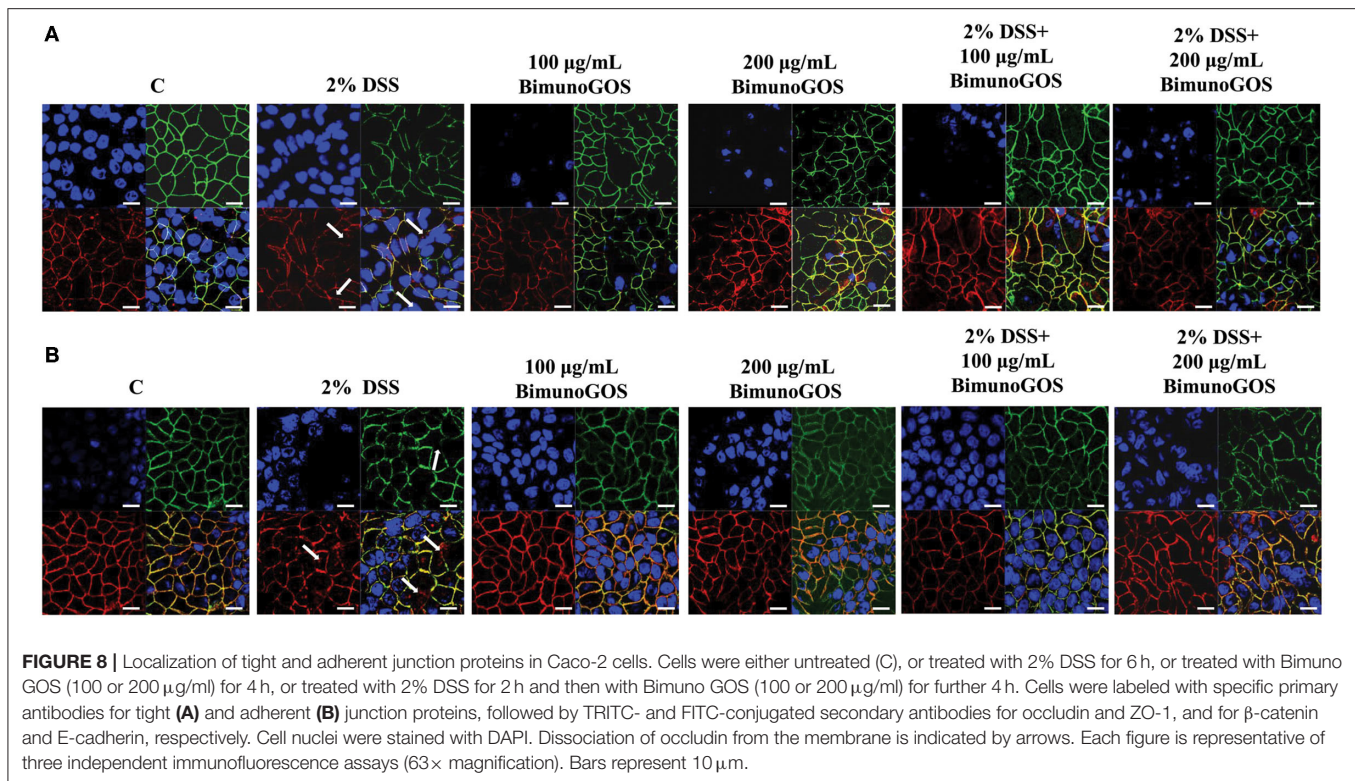 A
C
2% DSS
100 µg/mL
BimunoGOS
200 µg/mL
BimunoGOS
2% DSS+
100 µg/mL
BimunoGOS
2% DSS+
200 µg/mL
BimunoGOS
B
C
2% DSS
100 µg/mL
BimunoGOS
200 µg/mL
BimunoGOS
2% DSS+
100 µg/mL
BimunoGOS
2% DSS+
200 µg/mL
BimunoGOS
FIGURE 8 | Localization of tight and adherent junction proteins in Caco-2 cells. Cells were either untreated (C), or treated with 2% DSS for 6 h, or treated with Bimuno
GOS (100 or 200 µg/ml) for 4 h, or treated with 2% DSS for 2 h and then with Bimuno GOS (100 or 200 µg/ml) for further 4 h. Cells were labeled with specific primary
antibodies for tight (A) and adherent (B) junction proteins, followed by TRITC- and FITC-conjugated secondary antibodies for occludin and ZO-1, and for β-catenin
and E-cadherin, respectively. Cell nuclei were stained with DAPI. Dissociation of occludin from the membrane is indicated by arrows. Each figure is representative of
three independent immunofluorescence assays (63× magnification). Bars represent 10 µm.